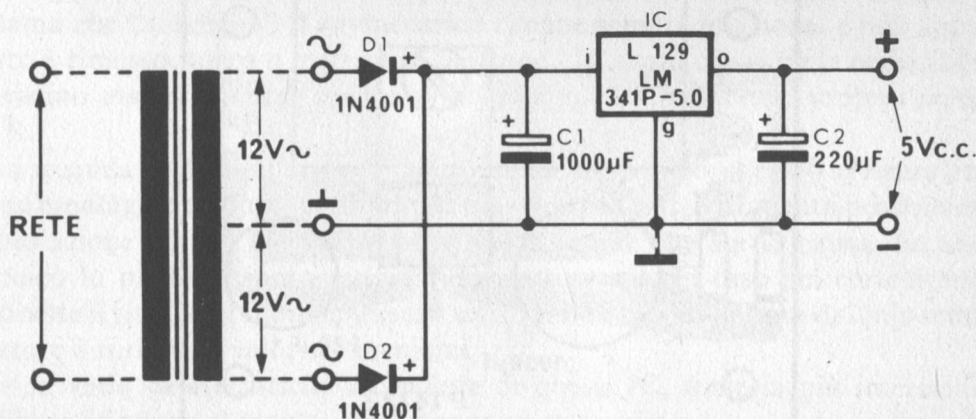 IC
D1
+
L 129
LM
341P-5.0
i
o
g
+
1N4001
+
C1
1000µF
+
C2
220µF
12V~
12V~
RETE
5Vc.c.
−
D2
+
1N4001